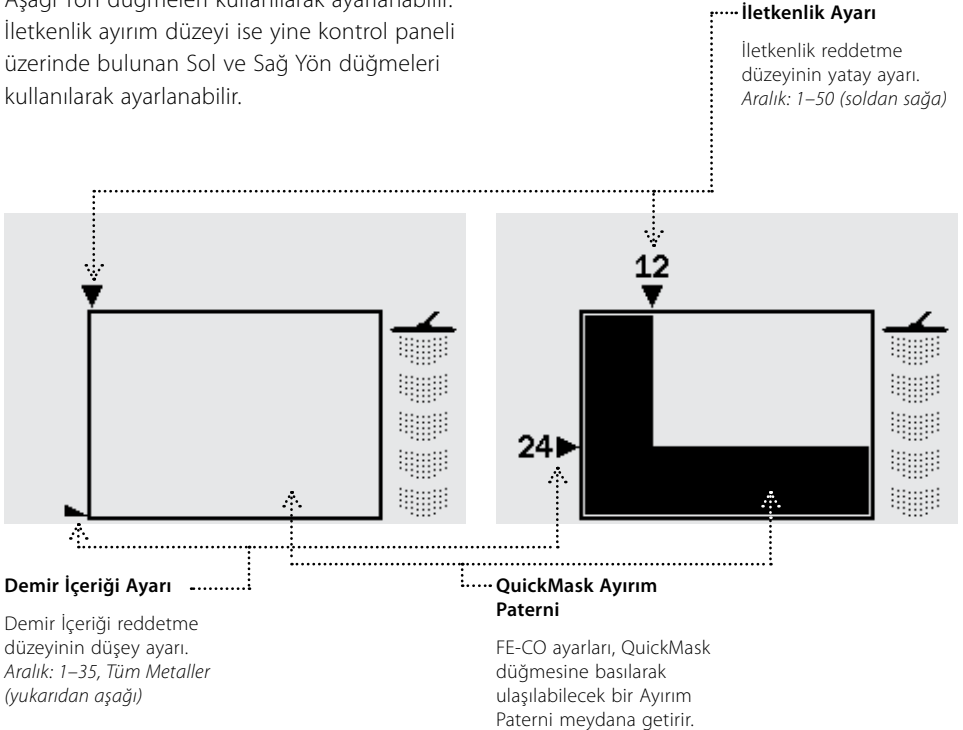 Aşağı Yön düğmeleri kullanılarak ayarlanabilir.
İletkenlik ayırım düzeyi ise yine kontrol paneli
üzerinde bulunan Sol ve Sağ Yön düğmeleri
kullanılarak ayarlanabilir.
İletkenlik Ayarı
İletkenlik reddetme
düzeyinin yatay ayarı.
Aralık: 1–50 (soldan sağa)
12
24
Demir İçeriği Ayarı
Demir İçeriği reddetme
düzeyinin düşey ayarı.
Aralık: 1–35, Tüm Metaller
(yukarıdan aşağı)
QuickMask Ayırım
Paterni
FE-CO ayarları, QuickMask
düğmesine basılarak
ulaşılabilecek bir Ayırım
Paterni meydana getirir.